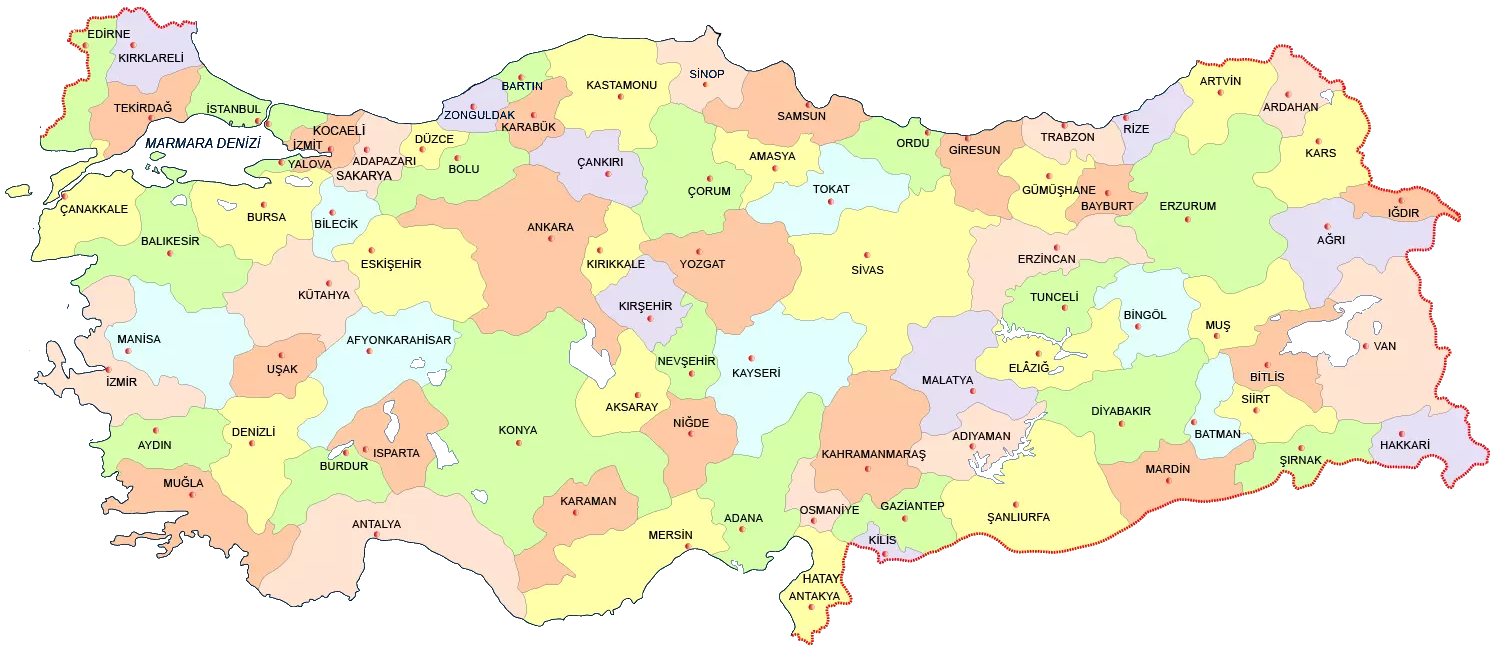 EDİRNE
KIRKLARELİ
TEKİRDAĞ
İSTANBUL
MARMARA DENİZİ
KOCAELİ
İZMİT
YALOVA
ADAPAZARI
SAKARYA
DÜZCE
BOLU
ZONGULDAK
BARTIN
KARABÜK
KASTAMONU
SİNOP
ÇANKIRI
SAMSUN
AMASYA
ÇORUM
TOKAT
ORDU
GİRESUN
TRABZON
RİZE
ARTVİN
ARDAHAN
KARS
GÜMÜŞHANE
BAYBURT
ERZURUM
IĞDIR
AĞRI
ÇANAKKALE
BALIKESİR
BURSA
BİLECİK
ESKİŞEHİR
KÜTAHYA
ANKARA
KIRIKKALE
YOZGAT
KIRŞEHİR
SİVAS
ERZİNCAN
TUNCELİ
BİNGÖL
MUŞ
VAN
BİTLİS
MANİSA
İZMİR
UŞAK
AFYONKARAHİSAR
NEVŞEHİR
KAYSERİ
AKSARAY
NİĞDE
MALATYA
ELÂZIĞ
DİYABAKIR
SİİRT
BATMAN
ŞIRNAK
HAKKARİ
AYDIN
DENİZLİ
MUĞLA
BURDUR
ISPARTA
KONYA
KARAMAN
ANTALYA
MERSİN
ADANA
KAHRAMANMARAŞ
ADIYAMAN
OSMANİYE
GAZİANTEP
KİLİS
ŞANLIURFA
MARDİN
HATAY
ANTAKYA